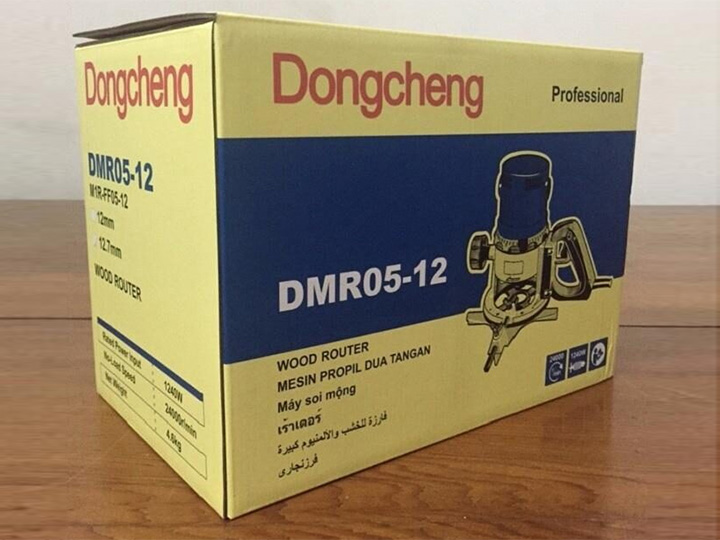 Dongcheng
DMR05-12
M1R-FF05-12
12mm
12.7mm
WOOD ROUTER
Rated Power Input 1240W
No-Load Speed 24000r/min
Net Weight 4.6kg
Dongcheng
Professional
DMR05-12
WOOD ROUTER
MESIN PROPIL DUA TANGAN
Máy soi mộng
เร้าเตอร์
فارزة للخشب والألمنيوم كبيرة
فرزنجاری
24000 1240W